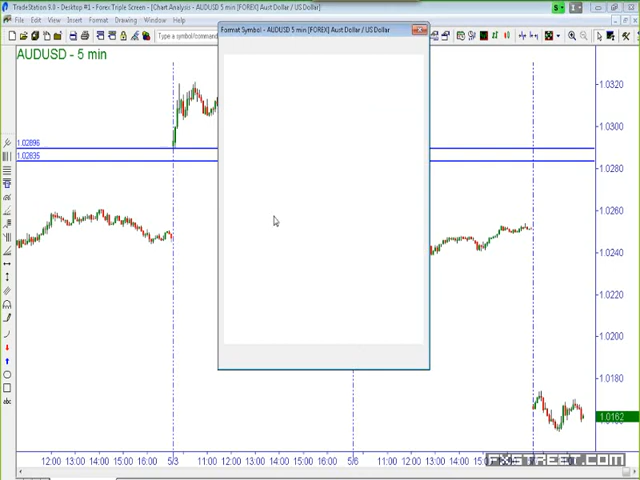 TradeStation 9.0 - Desktop #1 - Forex Triple Screen - [Chart Analysis - AUDUSD 5 min [FOREX] Aust Dollar / US Dollar]
File Edit View Insert Format
Type a symbol/command
Format Symbol - AUDUSD 5 min [FOREX] Aust Dollar / US Dollar
AUDUSD - 5 min
1.0320
1.0300
1.02896
1.02835
1.0280
1.0260
1.0240
1.0220
1.0200
1.0180
1.0162
abc
12:00 13:00 14:00 15:00 16:00 5/3 11:00 12:00 13:00 14:00 15:00 16:00 5/6 11:00 12:00 13:00 14:00
FXSTREET.COM